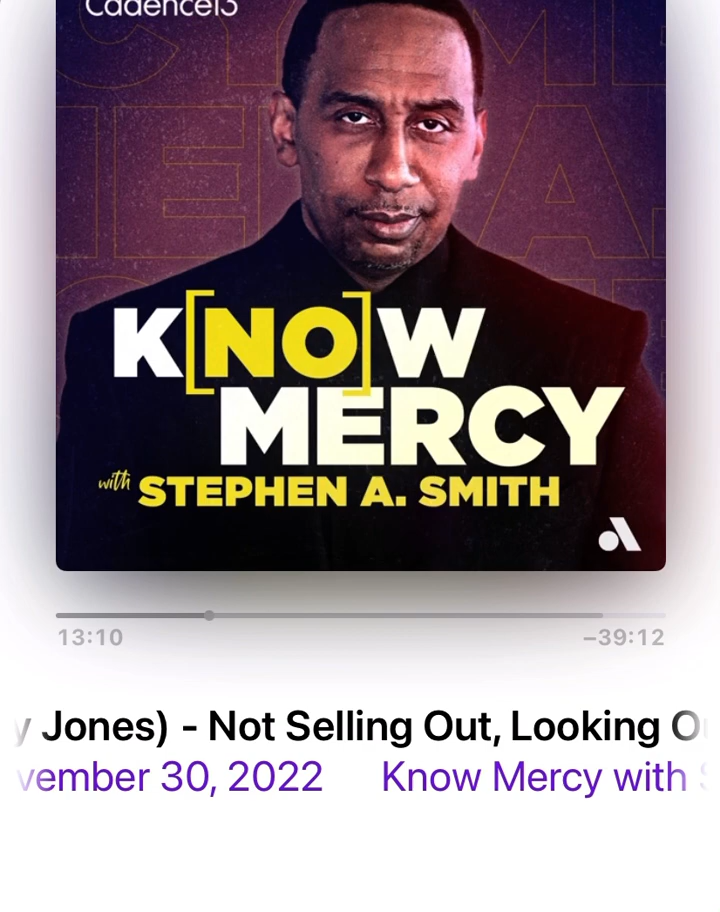 Cadence13
K[NO]W
MERCY
with STEPHEN A. SMITH
13:10 -39:12
y Jones) - Not Selling Out, Looking O
vember 30, 2022 Know Mercy with S